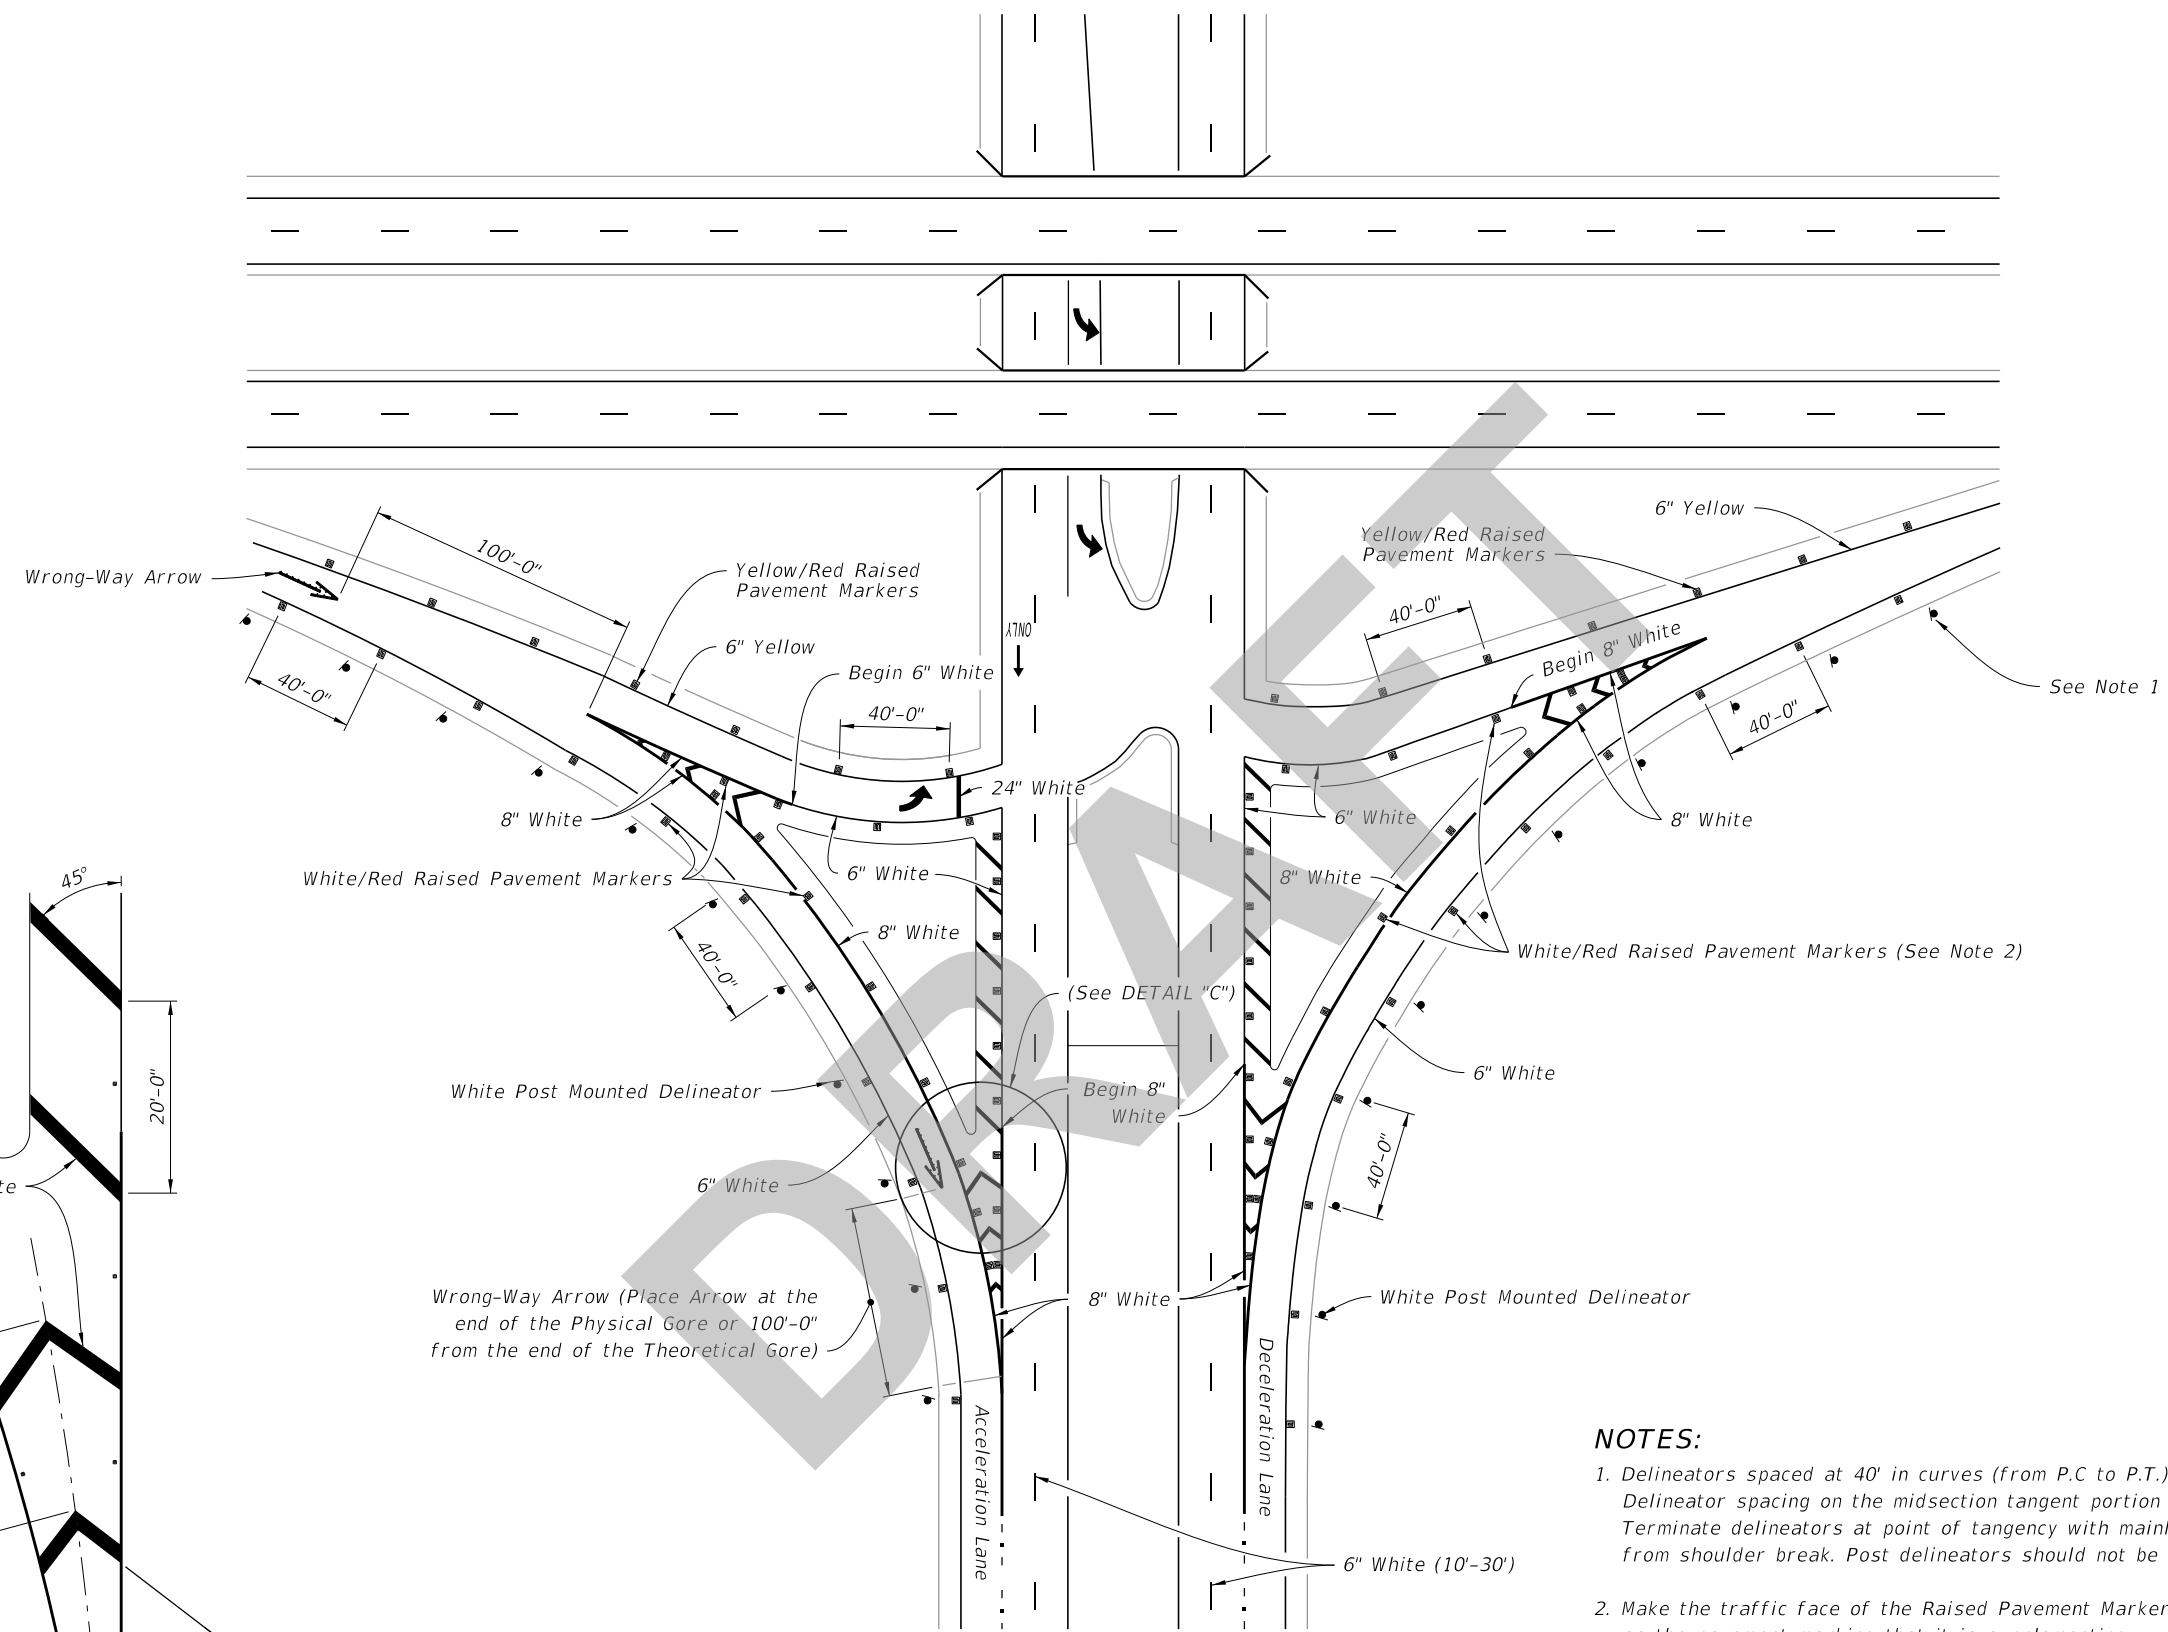 6" Yellow
Yellow/Red Raised
Pavement Markers
Wrong-Way Arrow
100'-0"
Yellow/Red Raised
Pavement Markers
40'-0"
ONLY
6" Yellow
Begin 8" White
Begin 6" White
See Note 1
40'-0"
40'-0"
40'-0"
24" White
8" White
6" White
8" White
45°
White/Red Raised Pavement Markers
6" White
8" White
8" White
40'-0"
White/Red Raised Pavement Markers (See Note 2)
(See DETAIL "C")
6" White
White Post Mounted Delineator
Begin 8"
White
20'-0"
40'-0"
te
6" White
Wrong-Way Arrow (Place Arrow at the
end of the Physical Gore or 100'-0"
from the end of the Theoretical Gore)
8" White
White Post Mounted Delineator
Acceleration Lane
Deceleration Lane
6" White (10'-30')
DRAFT
NOTES:
1. Delineators spaced at 40' in curves (from P.C to P.T.)
Delineator spacing on the midsection tangent portion
Terminate delineators at point of tangency with mainl
from shoulder break. Post delineators should not be
2. Make the traffic face of the Raised Pavement Marker